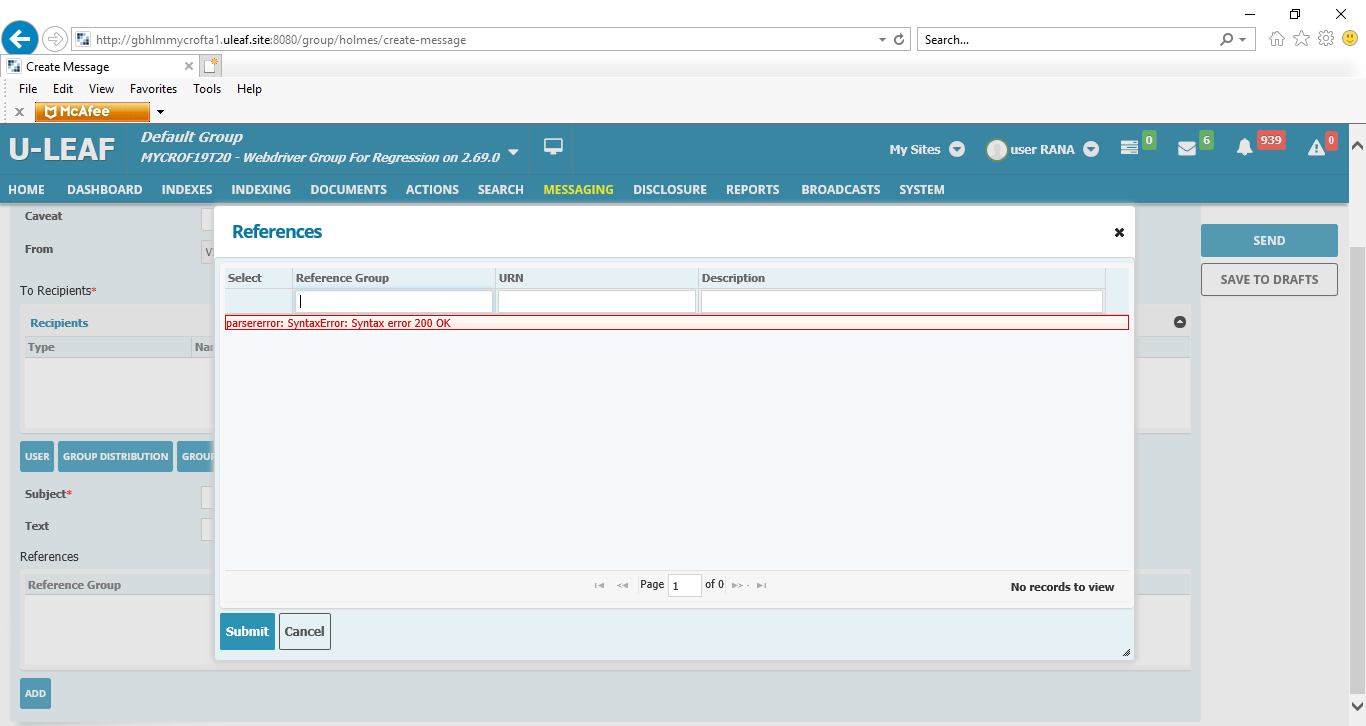 http://gbhlmmycrofta1.uleaf.site:8080/group/holmes/create-message
Search...
Create Message
File Edit View Favorites Tools Help
x McAfee
U-LEAF
Default Group
MYCROF19T20 - Webdriver Group For Regression on 2.69.0
My Sites user RANA 0 6 939 0
HOME DASHBOARD INDEXES INDEXING DOCUMENTS ACTIONS SEARCH MESSAGING DISCLOSURE REPORTS BROADCASTS SYSTEM
Caveat
From
To Recipients*
Recipients
Type
USER GROUP DISTRIBUTION
Subject*
Text
References
Reference Group
ADD
References
Select Reference Group URN Description
parsererror: SyntaxError: Syntax error 200 OK
Page 1 of 0
No records to view
Submit Cancel
SEND
SAVE TO DRAFTS